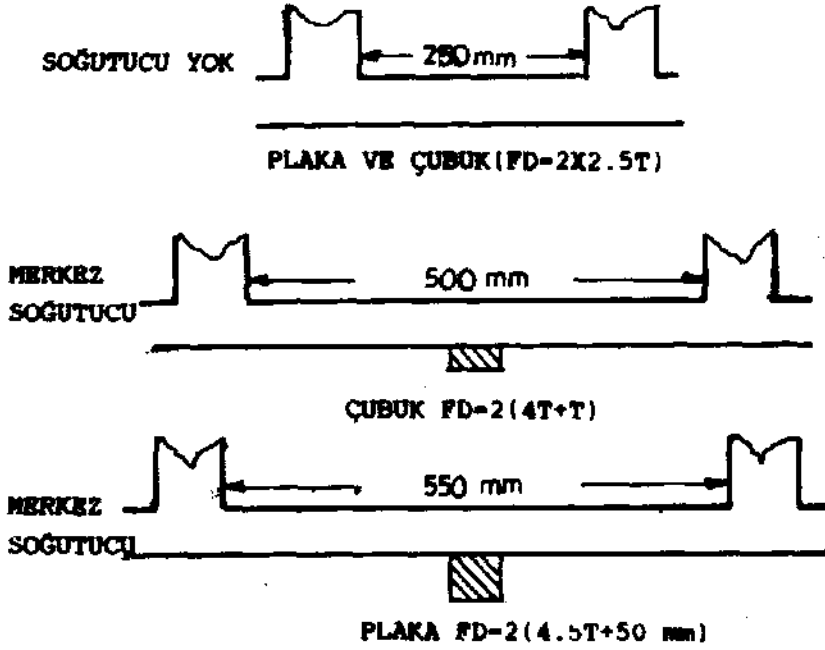 SOĞUTUCU YOK
250 mm
PLAKA VE ÇUBUK(FD=2X2.5T)
MERKEZ
SOĞUTUCU
500 mm
ÇUBUK FD=2(4T+T)
MERKEZ
SOĞUTUCU
550 mm
PLAKA FD=2(4.5T+50 mm)